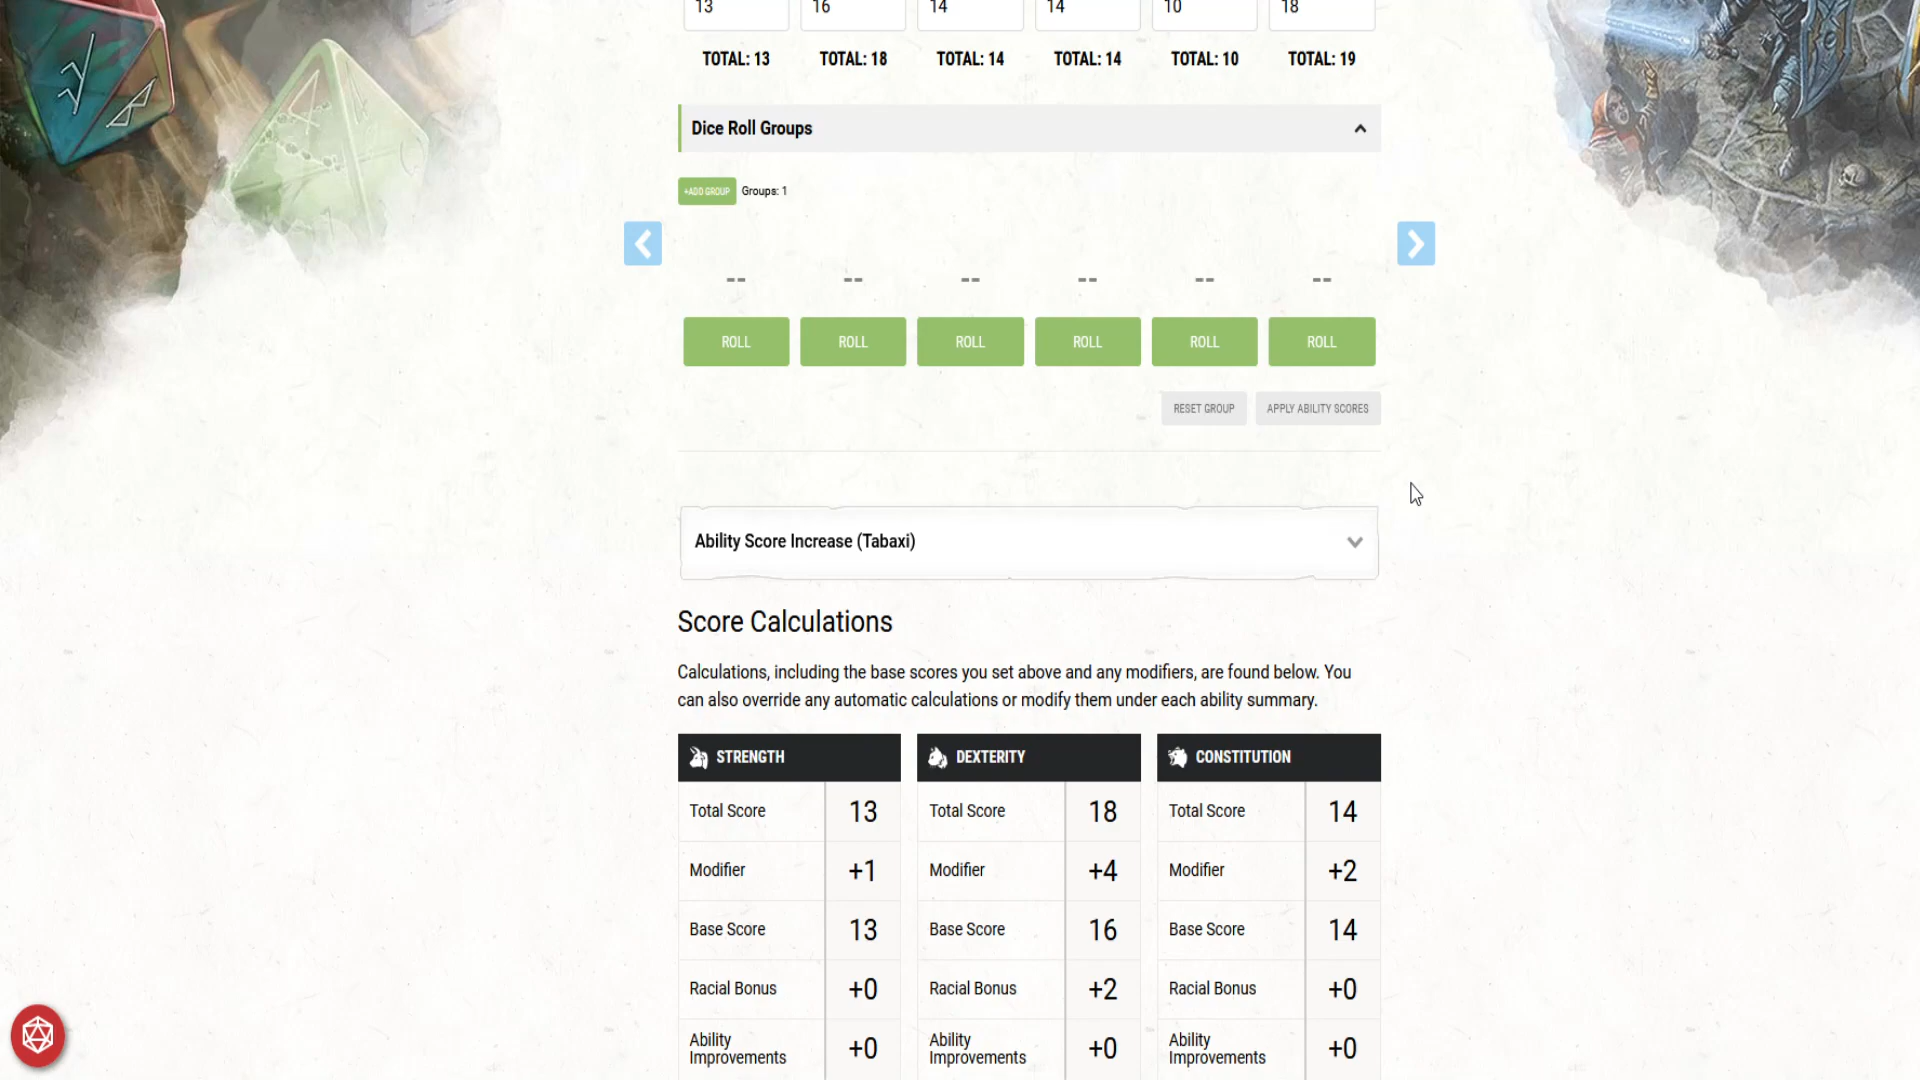 13 16 14 14 10 18
TOTAL: 13 TOTAL: 18 TOTAL: 14 TOTAL: 14 TOTAL: 10 TOTAL: 19
Dice Roll Groups
+ADD GROUP Groups: 1
-- -- -- -- -- --
ROLL ROLL ROLL ROLL ROLL ROLL
RESET GROUP APPLY ABILITY SCORES
Ability Score Increase (Tabaxi)
Score Calculations
Calculations, including the base scores you set above and any modifiers, are found below. You
can also override any automatic calculations or modify them under each ability summary.
STRENGTH DEXTERITY CONSTITUTION
Total Score 13 Total Score 18 Total Score 14
Modifier +1 Modifier +4 Modifier +2
Base Score 13 Base Score 16 Base Score 14
Racial Bonus +0 Racial Bonus +2 Racial Bonus +0
Ability Improvements +0 Ability Improvements +0 Ability Improvements +0